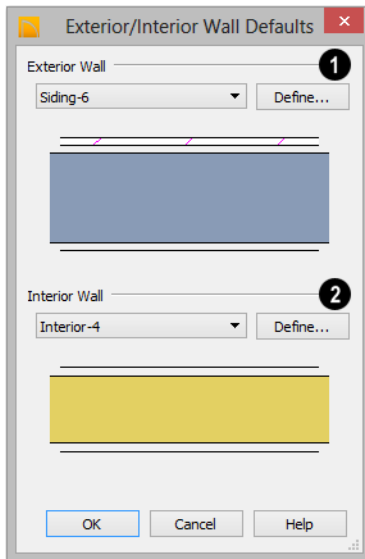 Exterior/Interior Wall Defaults
Exterior Wall 1
Siding-6 Define...
Interior Wall 2
Interior-4 Define...
OK Cancel Help